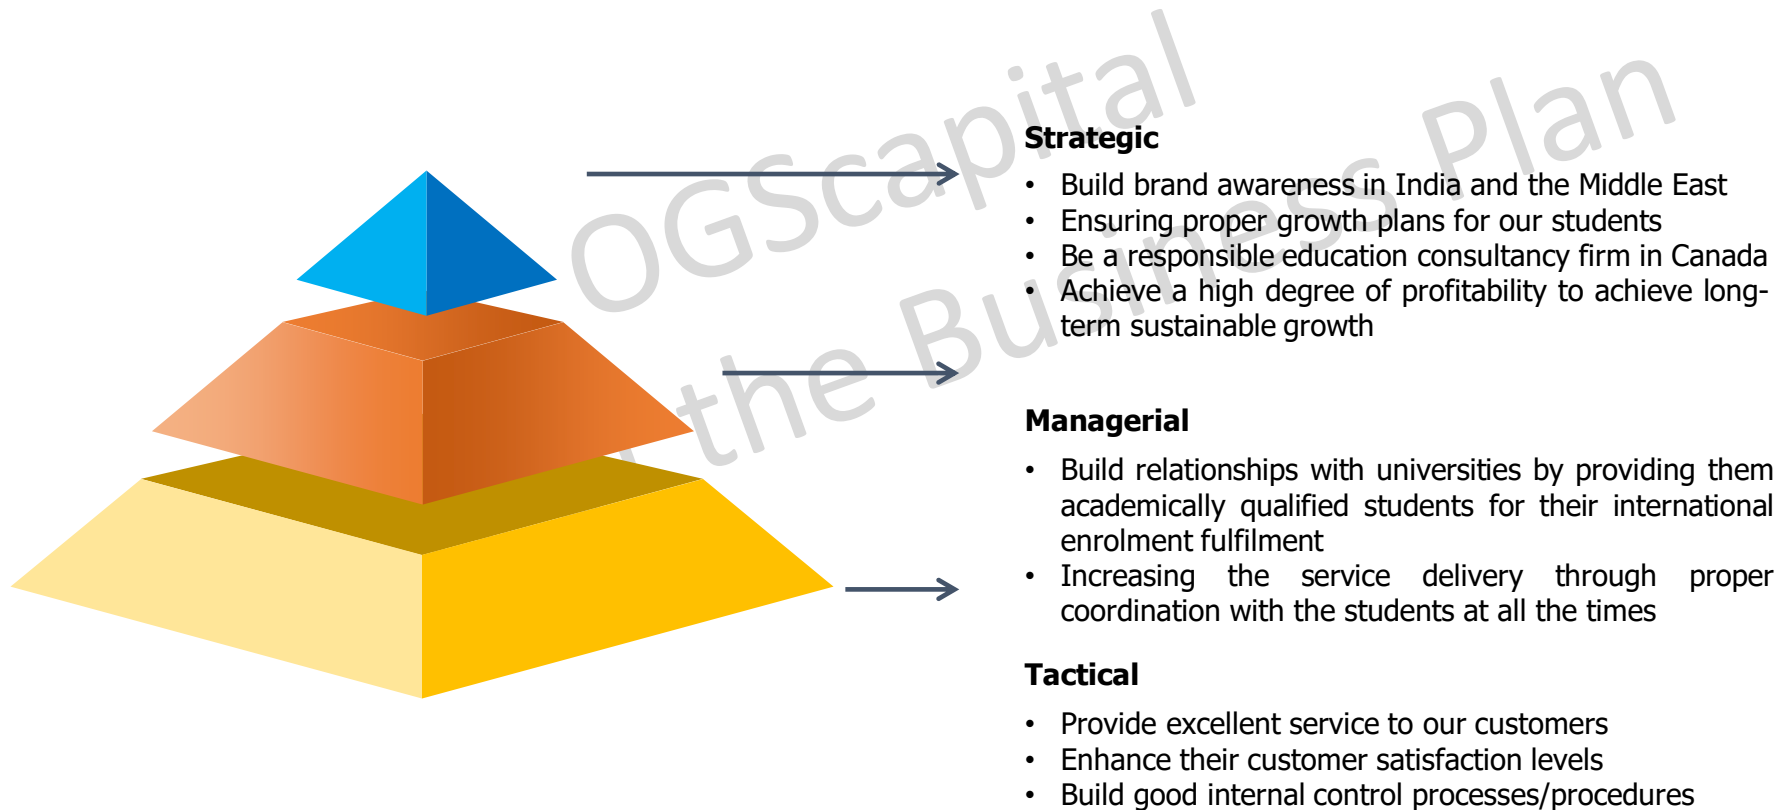 OGScapital
the Business Plan
Strategic
• Build brand awareness in India and the Middle East
• Ensuring proper growth plans for our students
• Be a responsible education consultancy firm in Canada
• Achieve a high degree of profitability to achieve long-
term sustainable growth
Managerial
• Build relationships with universities by providing them
academically qualified students for their international
enrolment fulfilment
• Increasing the service delivery through proper
coordination with the students at all the times
Tactical
• Provide excellent service to our customers
• Enhance their customer satisfaction levels
• Build good internal control processes/procedures